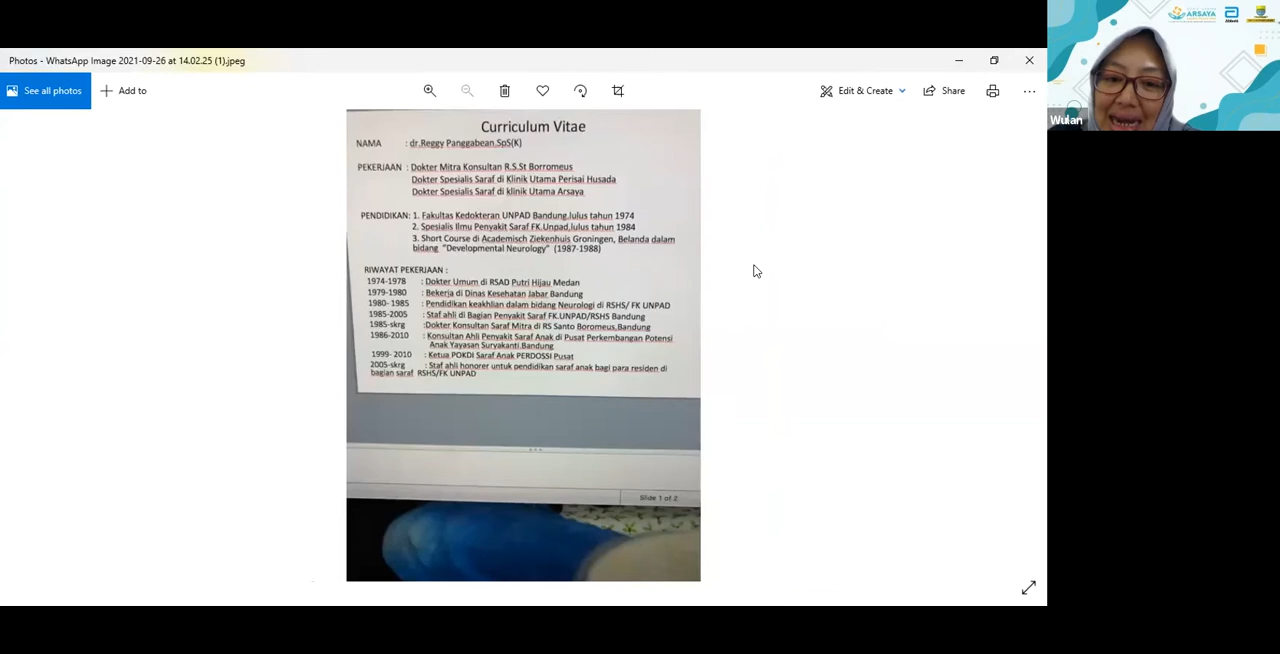 ARSAYA
Abbott
Photos - WhatsApp Image 2021-09-26 at 14.02.25 (1).jpeg
See all photos
Add to
Edit & Create
Share
Wulan
Curriculum Vitae
NAMA : dr.Reggy Panggabean.SpS(K)
PEKERJAAN : Dokter Mitra Konsultan R.S.St Borromeus
Dokter Spesialis Saraf di Klinik Utama Perisai Husada
Dokter Spesialis Saraf di klinik Utama Arsaya
PENDIDIKAN: 1. Fakultas Kedokteran UNPAD Bandung,lulus tahun 1974
2. Spesialis Ilmu Penyakit Saraf FK.Unpad,lulus tahun 1984
3. Short Course di Academisch Ziekenhuis Groningen, Belanda dalam
bidang "Developmental Neurology" (1987-1988)
RIWAYAT PEKERJAAN :
1974-1978 : Dokter Umum di RSAD Putri Hijau Medan
1979-1980 : Bekerja di Dinas Kesehatan Jabar Bandung
1980- 1985 : Pendidikan keakhlian dalam bidang Neurologi di RSHS/ FK UNPAD
1985-2005 : Staf ahli di Bagian Penyakit Saraf FK.UNPAD/RSHS Bandung
1985-skrg :Dokter Konsultan Saraf Mitra di RS Santo Boromeus,Bandung
1986-2010 : Konsultan Ahli Penyakit Saraf Anak di Pusat Perkembangan Potensi
Anak Yayasan Suryakanti.Bandung
1999- 2010 : Ketua POKDI Saraf Anak PERDOSSI Pusat
2005-skrg : Staf ahli honorer untuk pendidikan saraf anak bagi para residen di
bagian saraf RSHS/FK UNPAD
Slide 1 of 2